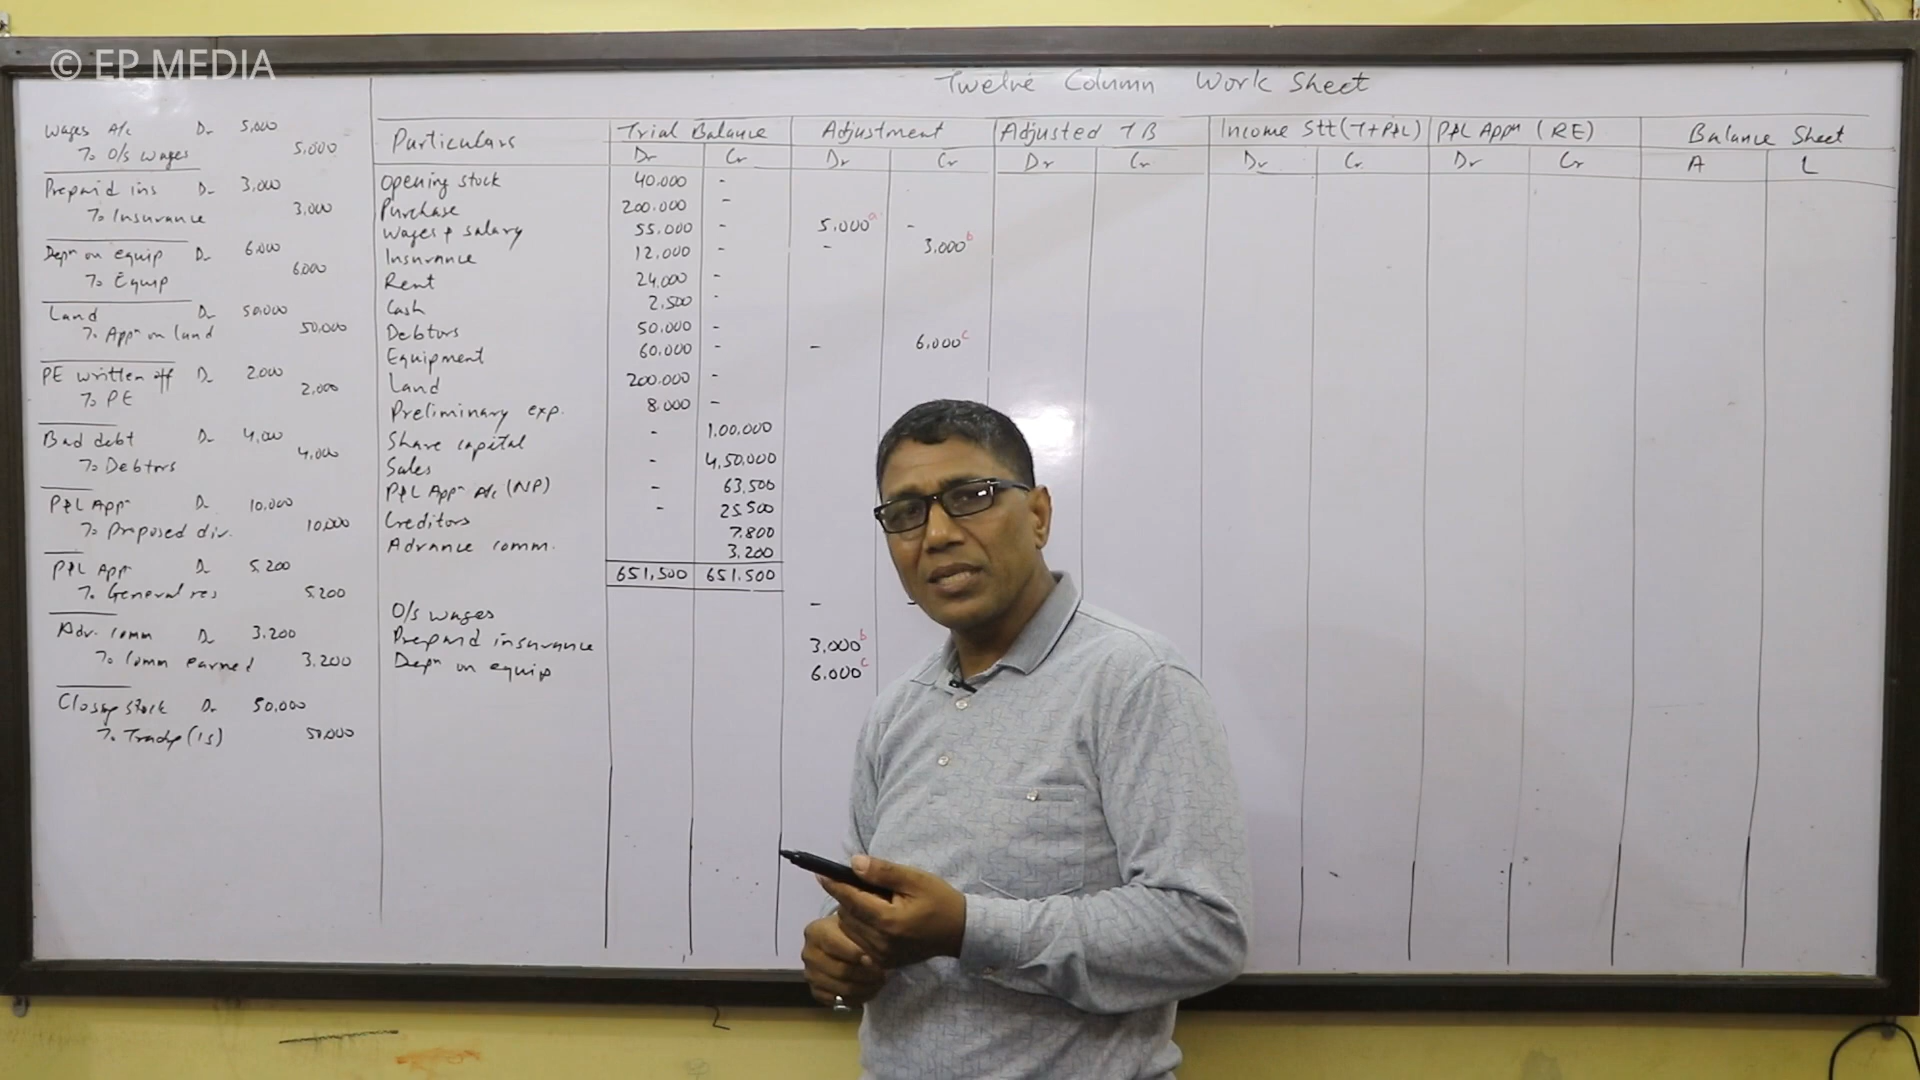 © EP MEDIA
Twelve Column Work Sheet
Wages A/c Dr 5,000
To O/s wages 5,000
Prepaid ins Dr 3,000
To Insurance 3,000
Depn on equip Dr 6,000
To Equip 6,000
Land Dr 50,000
To Appn on land 50,000
PE written off Dr 2,000
To PE 2,000
Bad debt Dr 4,000
To Debtors 4,000
P&L App Dr 10,000
To Proposed div. 10,000
P&L App Dr 5,200
To General res 5,200
Adv. comm Dr 3,200
To Comm earned 3,200
Closing stock Dr 50,000
To Tradg (IS) 50,000
Particulars Trial Balance Adjustment Adjusted TB Income Stt (T+P&L) P&L Appn (RE) Balance Sheet
Dr Cr Dr Cr Dr Cr Dr Cr Dr Cr A L
Opening stock 40,000 -
Purchase 200,000 -
Wages & salary 55,000 - 5,000a -
Insurance 12,000 - - 3,000b
Rent 24,000 -
Cash 2,500 -
Debtors 50,000 -
Equipment 60,000 - - 6,000c
Land 200,000 -
Preliminary exp. 8,000 -
Share capital - 1,00,000
Sales - 4,50,000
P&L Appn A/c (NP) - 63,500
Creditors - 25,500
Advance comm. 7,800
3,200
651,500 651,500
O/s wages - -
Prepaid insurance 3,000b
Depn on equip 6,000c